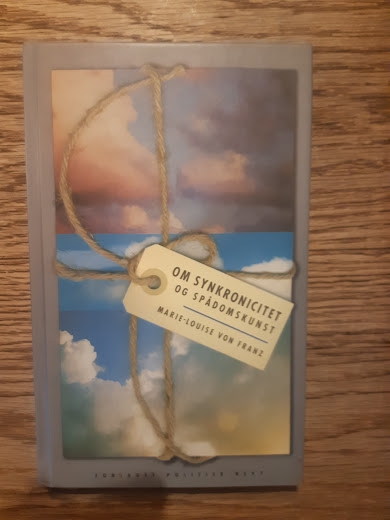 OM SYNKRONICITET
OG SPÅDOMSKUNST
MARIE-LOUISE VON FRANZ